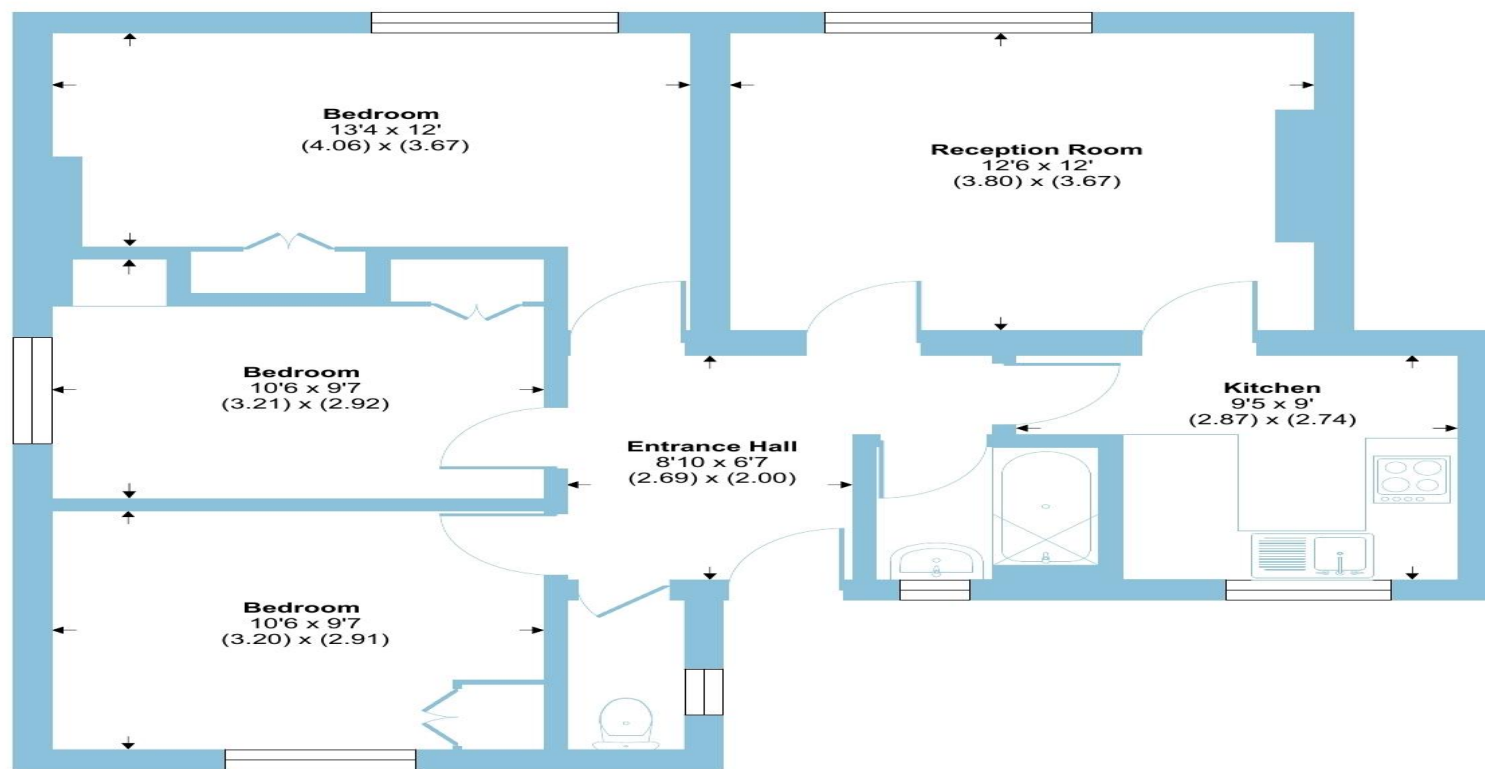 Bedroom
13'4 x 12'
(4.06) x (3.67)
Reception Room
12'6 x 12'
(3.80) x (3.67)
Bedroom
10'6 x 9'7
(3.21) x (2.92)
Kitchen
9'5 x 9'
(2.87) x (2.74)
Entrance Hall
8'10 x 6'7
(2.69) x (2.00)
Bedroom
10'6 x 9'7
(3.20) x (2.91)